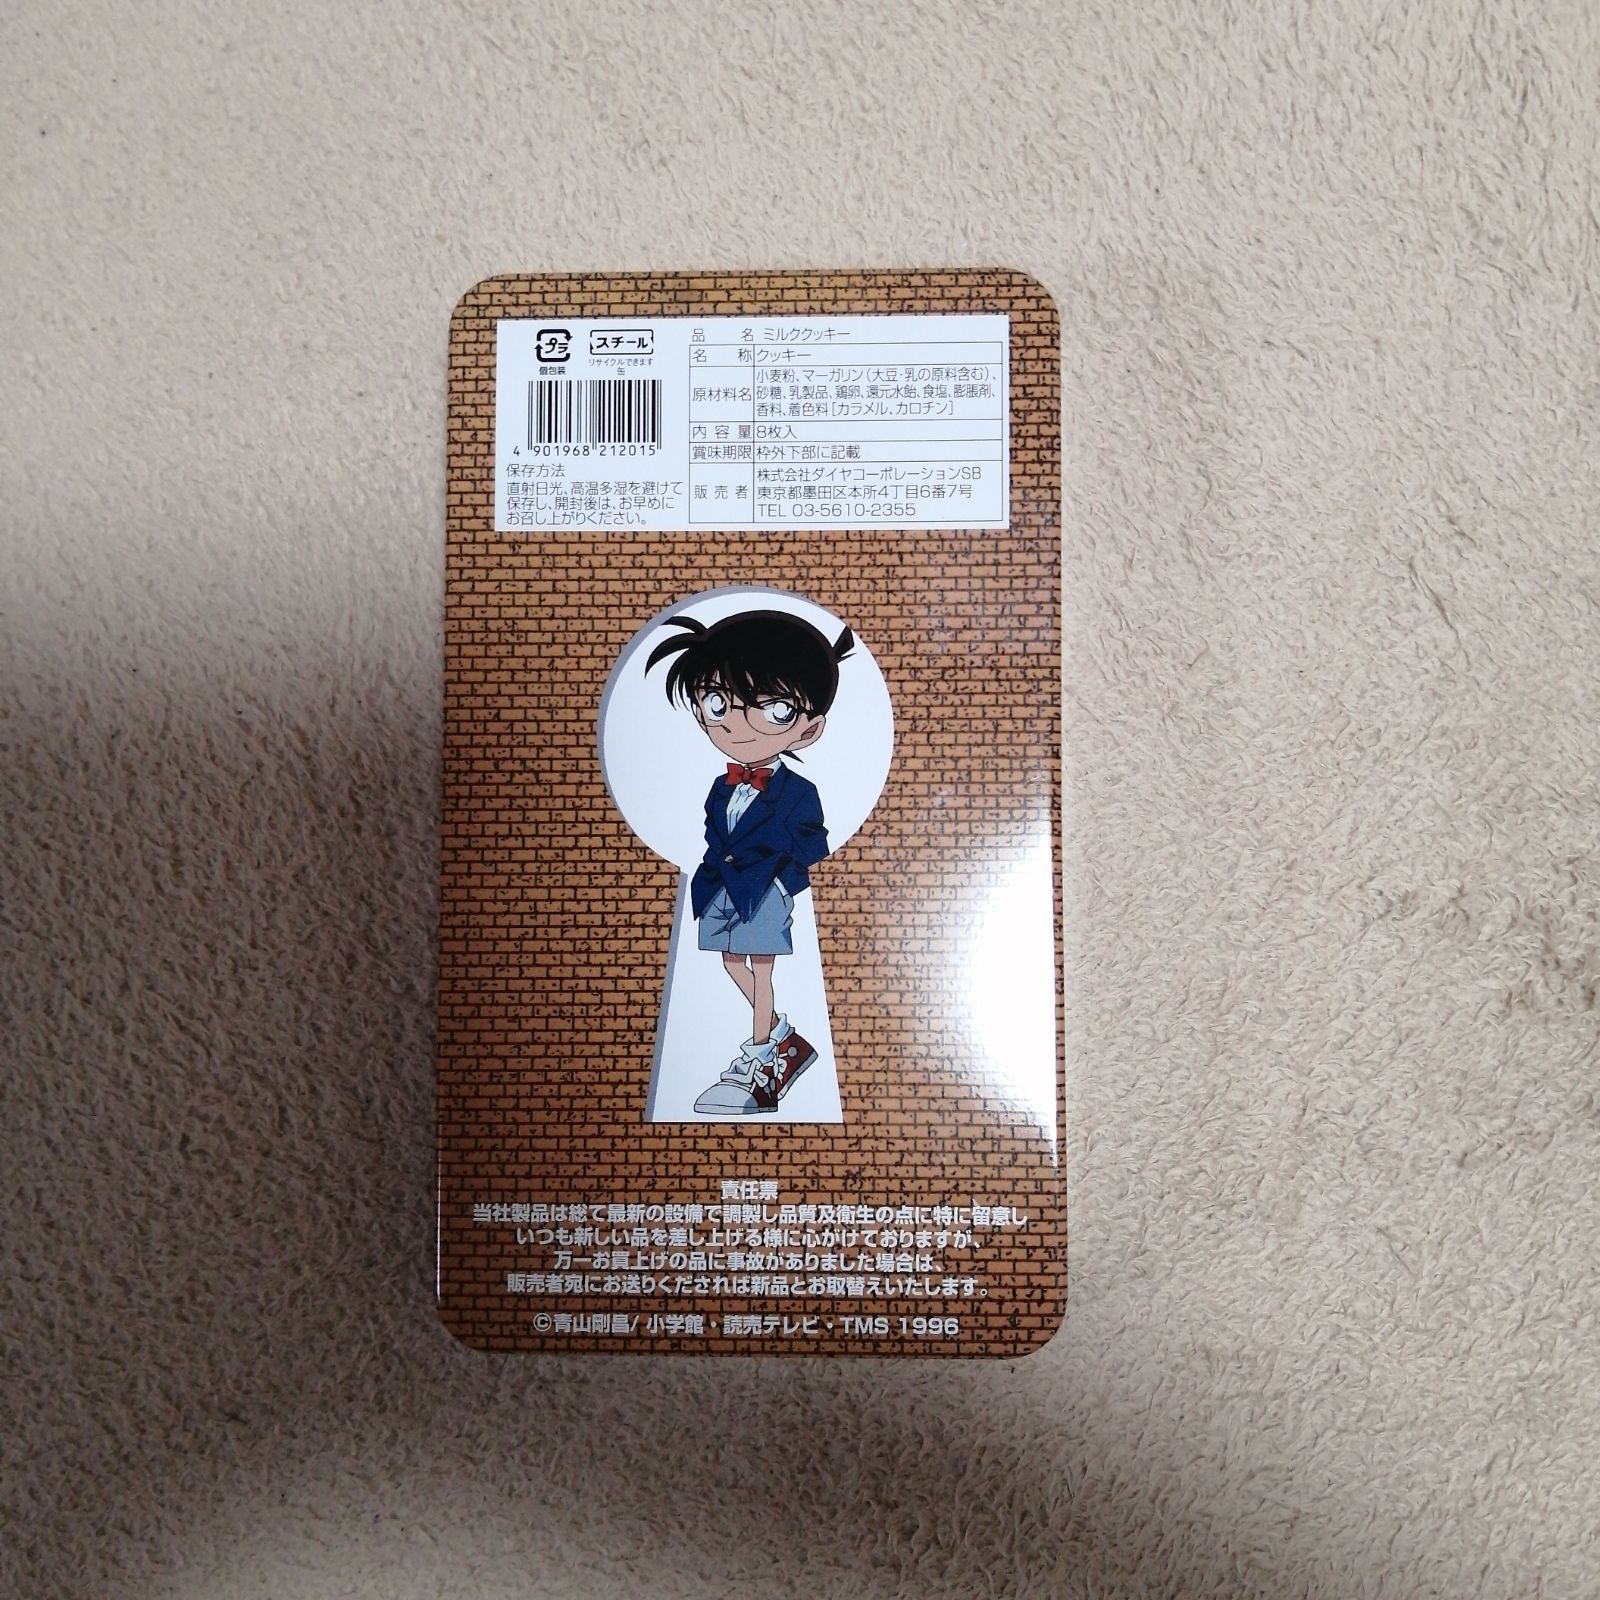 プラ
個包装
スチール
リサイクルできます
缶
4 901968 212015
保存方法
直射日光、高温多湿を避けて
保存し、開封後は、お早めに
お召し上がりください。
品 名 ミルククッキー
名 称 クッキー
原材料名 小麦粉、マーガリン(大豆・乳の原料含む)、
砂糖、乳製品、鶏卵、還元水飴、食塩、膨脹剤、
香料、着色料[カラメル、カロチン]
内 容 量 8枚入
賞味期限 枠外下部に記載
販 売 者 株式会社ダイヤコーポレーションSB
東京都墨田区本所4丁目6番7号
TEL 03-5610-2355
責任票
当社製品は総て最新の設備で調製し品質及衛生の点に特に留意し
いつも新しい品を差し上げる様に心がけておりますが、
万一お買上げの品に事故がありました場合は、
販売者宛にお送りくだされば新品とお取替えいたします。
©青山剛昌/ 小学館・読売テレビ・TMS 1996